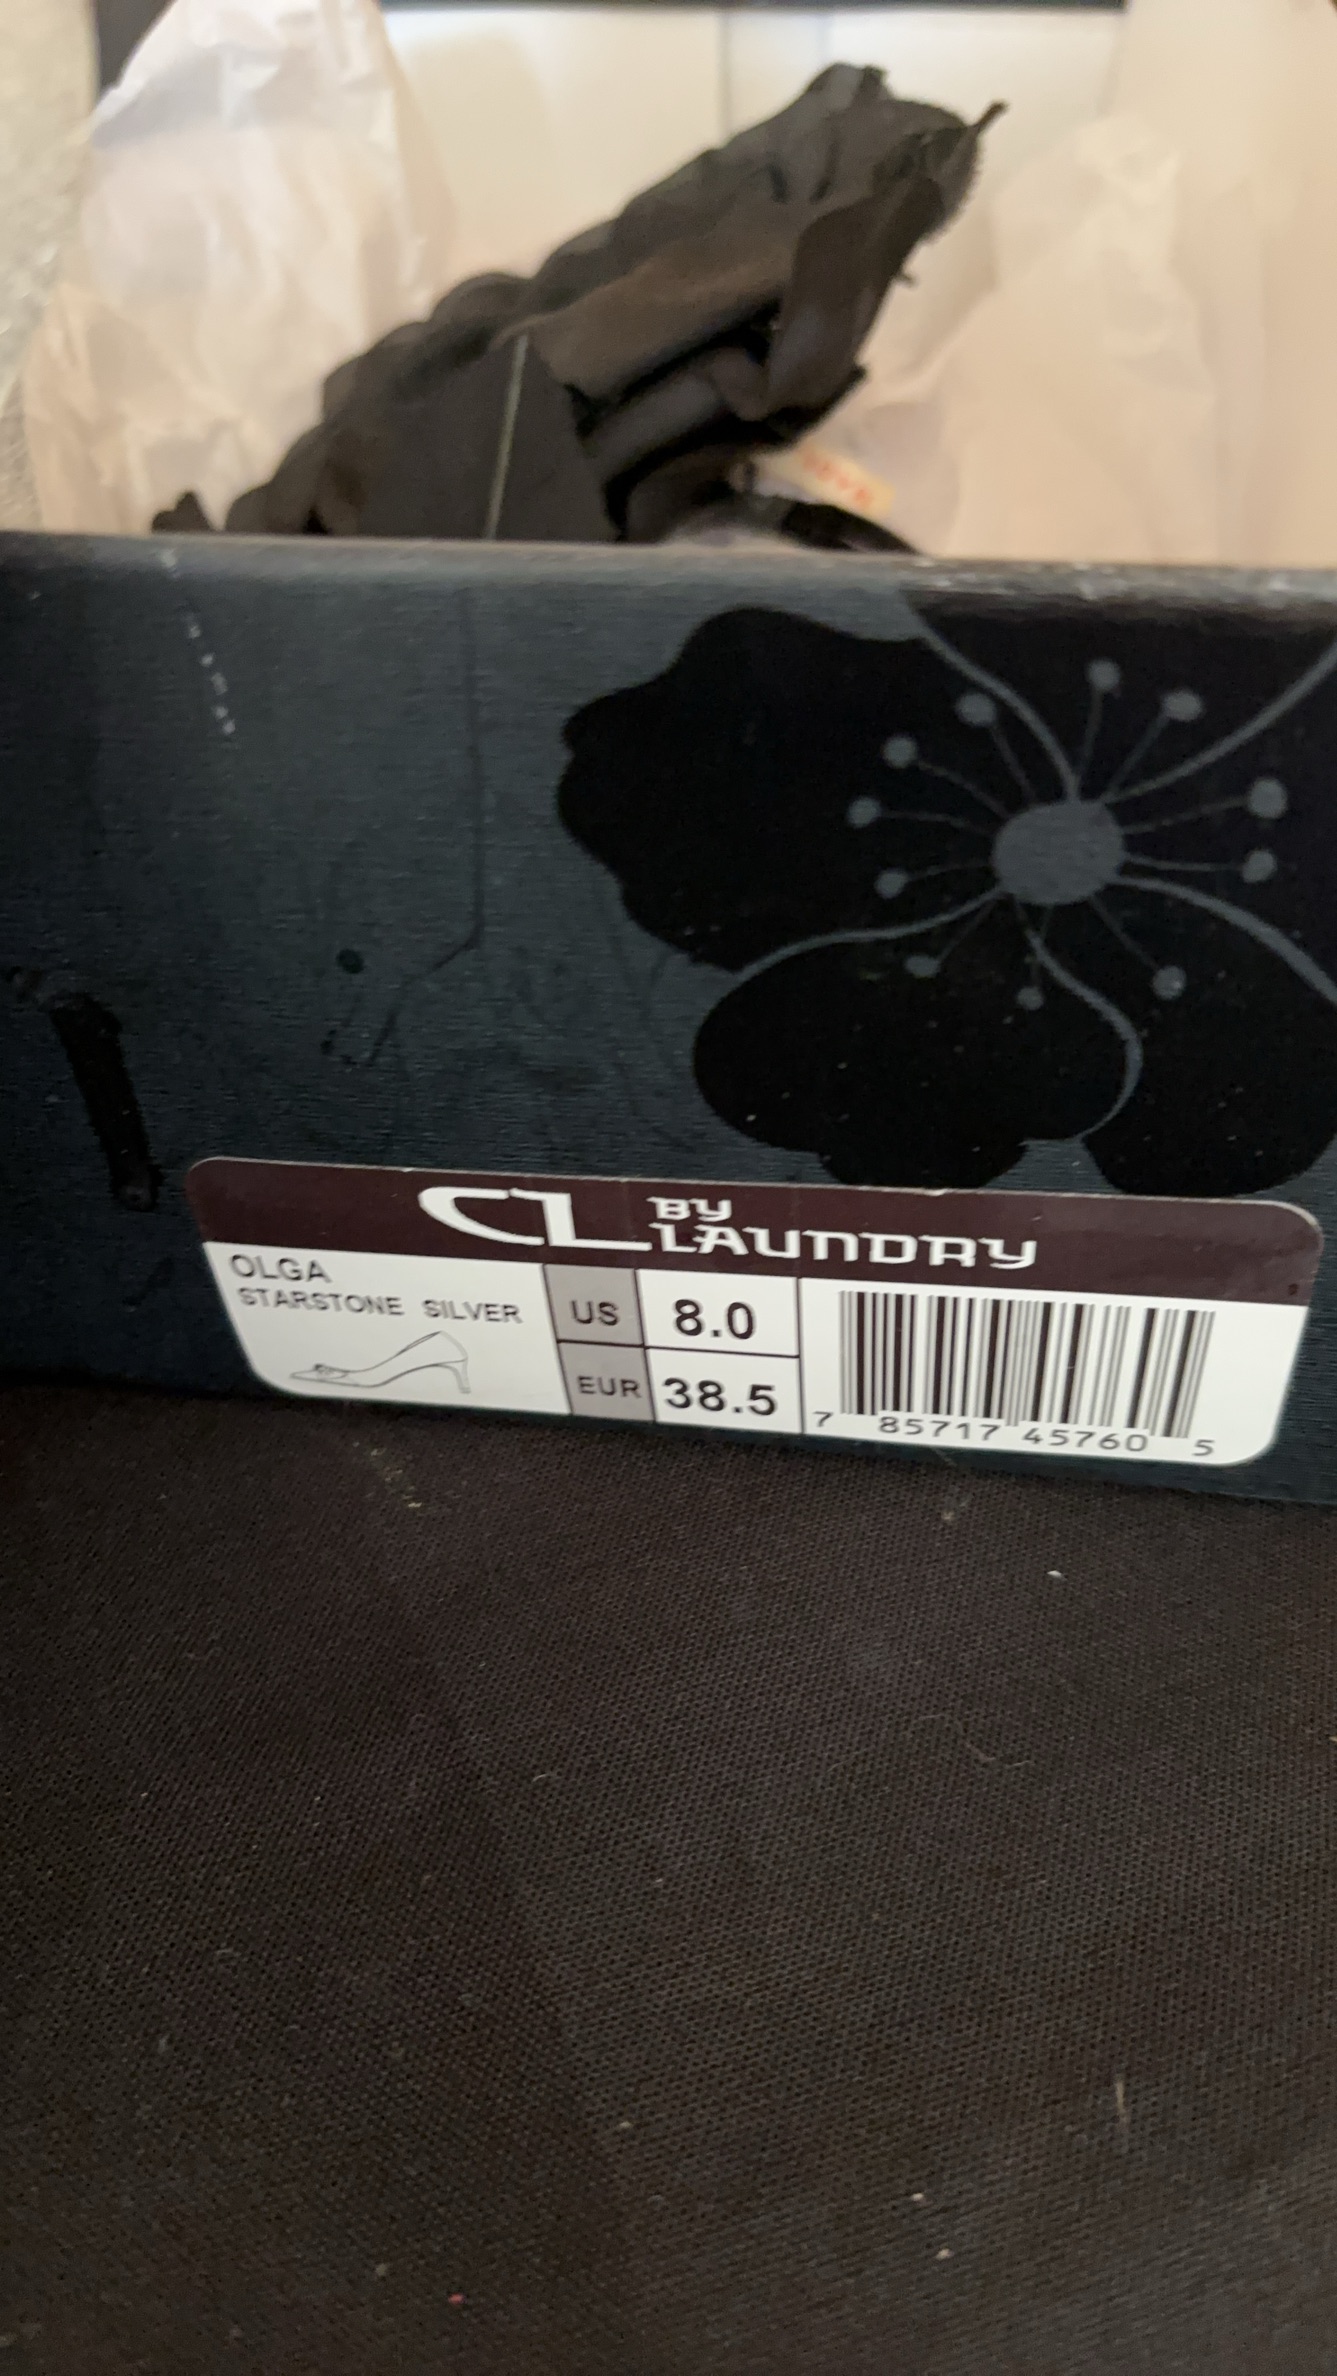 CL BY
LAUNDRY
OLGA
STARSTONE SILVER
US 8.0
EUR 38.5
7 85717 45760 5